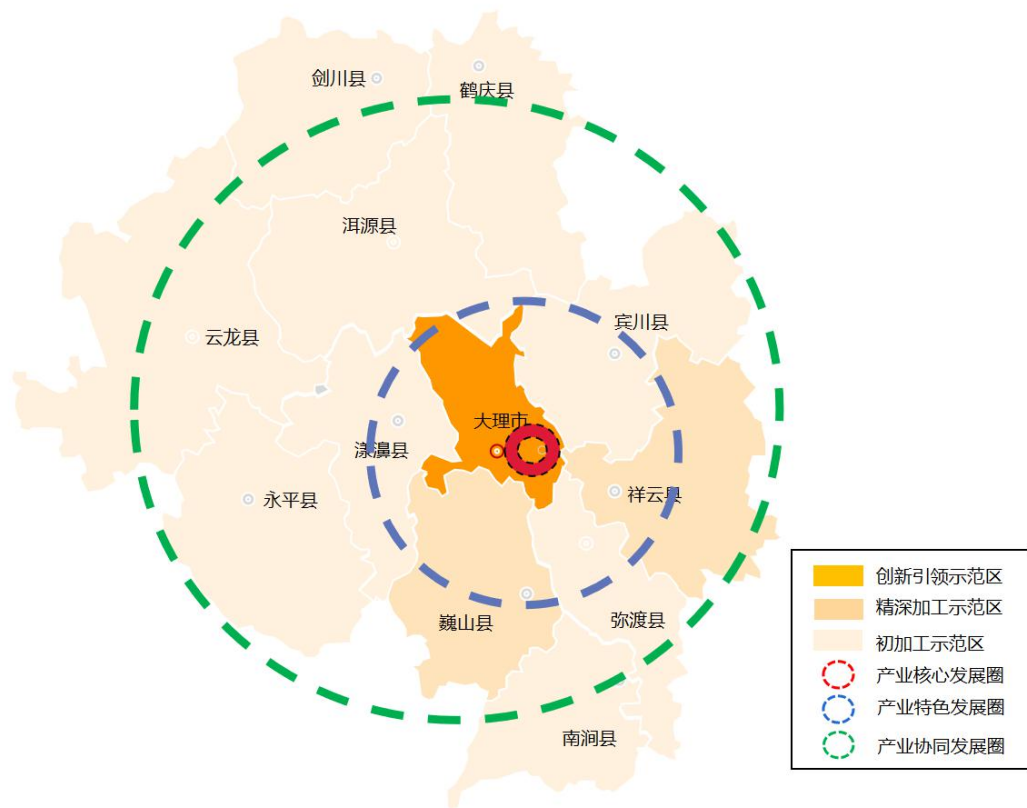 剑川县
鹤庆县
洱源县
云龙县
宾川县
大理市
漾濞县
永平县
祥云县
巍山县
弥渡县
南涧县
创新引领示范区
精深加工示范区
初加工示范区
产业核心发展圈
产业特色发展圈
产业协同发展圈